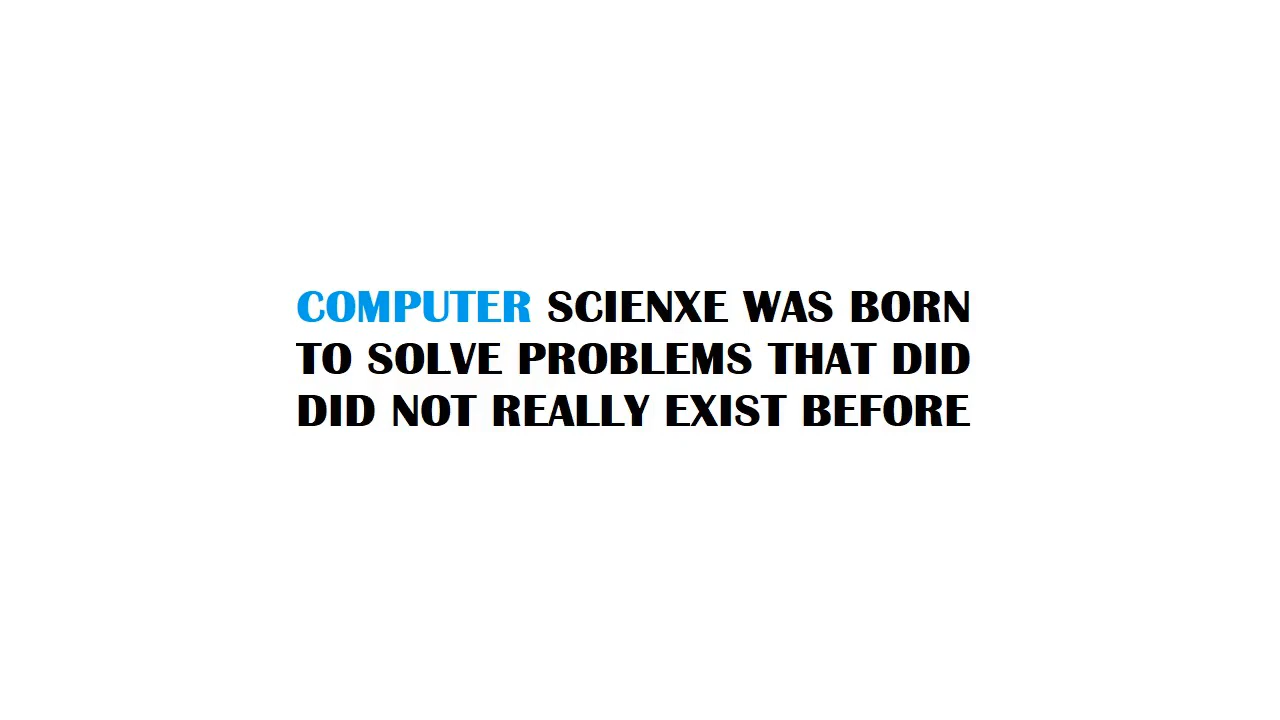 COMPUTER SCIENXE WAS BORN
TO SOLVE PROBLEMS THAT DID
DID NOT REALLY EXIST BEFORE